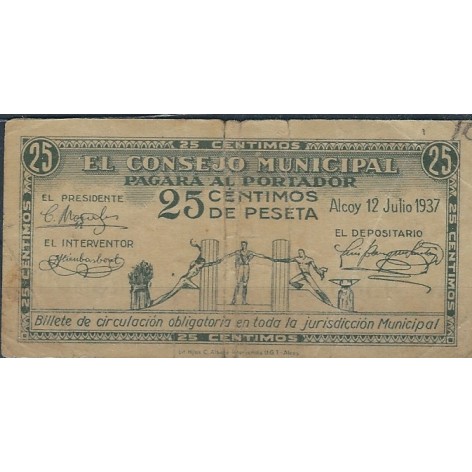 25 CENTIMOS
25
25
EL CONSEJO MUNICIPAL
PAGARÁ AL PORTADOR
25 CENTIMOS
DE PESETA
Alcoy 12 Julio 1937
EL PRESIDENTE
EL INTERVENTOR
EL DEPOSITARIO
25 CENTIMOS
25 CENTIMOS
Billete de circulación obligatoria en toda la jurisdicción Municipal
25 CENTIMOS